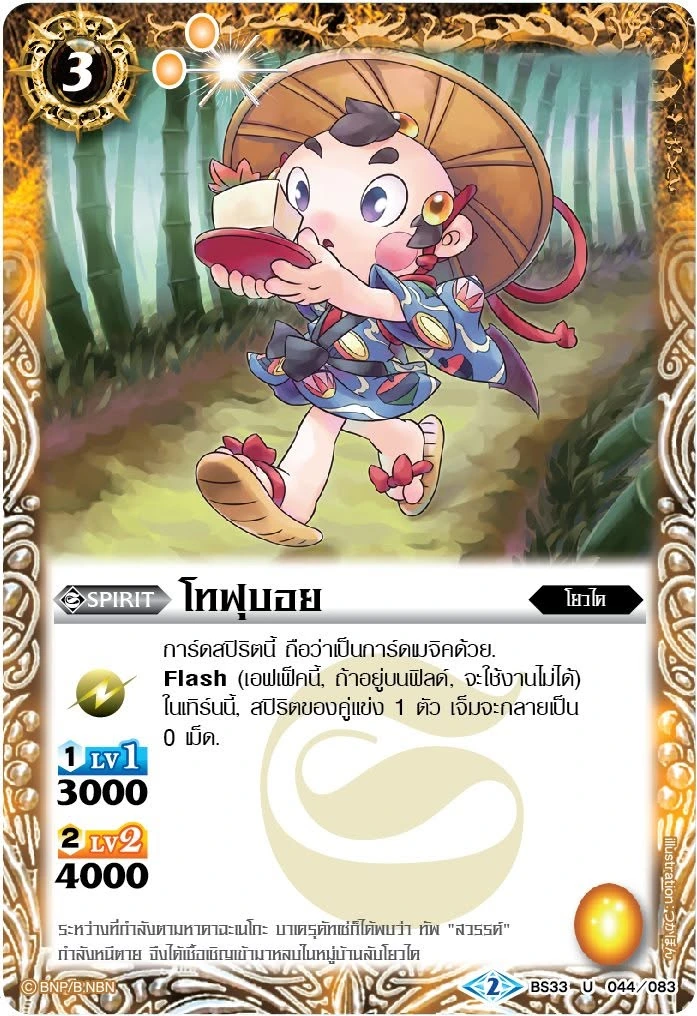 3
SPIRIT โทฟุบอย โยวไค
การ์ดสปิริตนี้ ถือว่าเป็นการ์ดเมจิคด้วย.
Flash (เอฟเฟ็คนี้, ถ้าอยู่บนฟิลด์, จะใช้งานไม่ได้)
ในเทิร์นนี้, สปิริตของคู่แข่ง 1 ตัว เจ็มจะกลายเป็น
0 เม็ด.
1 LV1
3000
2 LV2
4000
ระหว่างที่กำลังตามหาดาฉะเนโกะ บาเตรุดัทเช่ก็ได้พบว่า ทัพ "สวรรค์"
กำลังหนีตาย จึงได้เชื้อเชิญเข้ามาหลบในหมู่บ้านลับโยวไค
illustration : つかぽん
©BNP/B.NBN 2 BS33 U 044/083